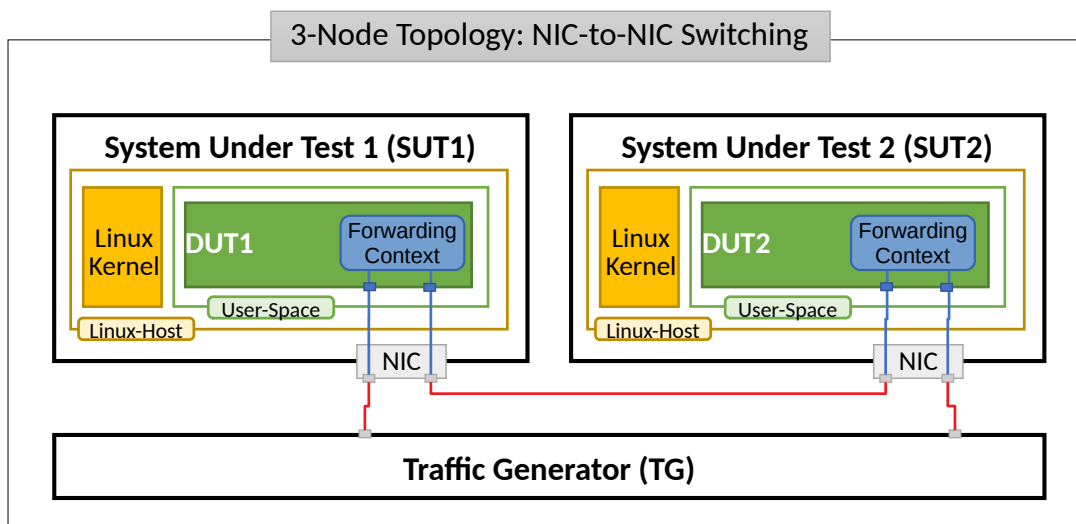 3-Node Topology: NIC-to-NIC Switching
System Under Test 1 (SUT1)
Linux
Kernel
DUT1
Forwarding
Context
User-Space
Linux-Host
NIC
System Under Test 2 (SUT2)
Linux
Kernel
DUT2
Forwarding
Context
User-Space
Linux-Host
NIC
Traffic Generator (TG)